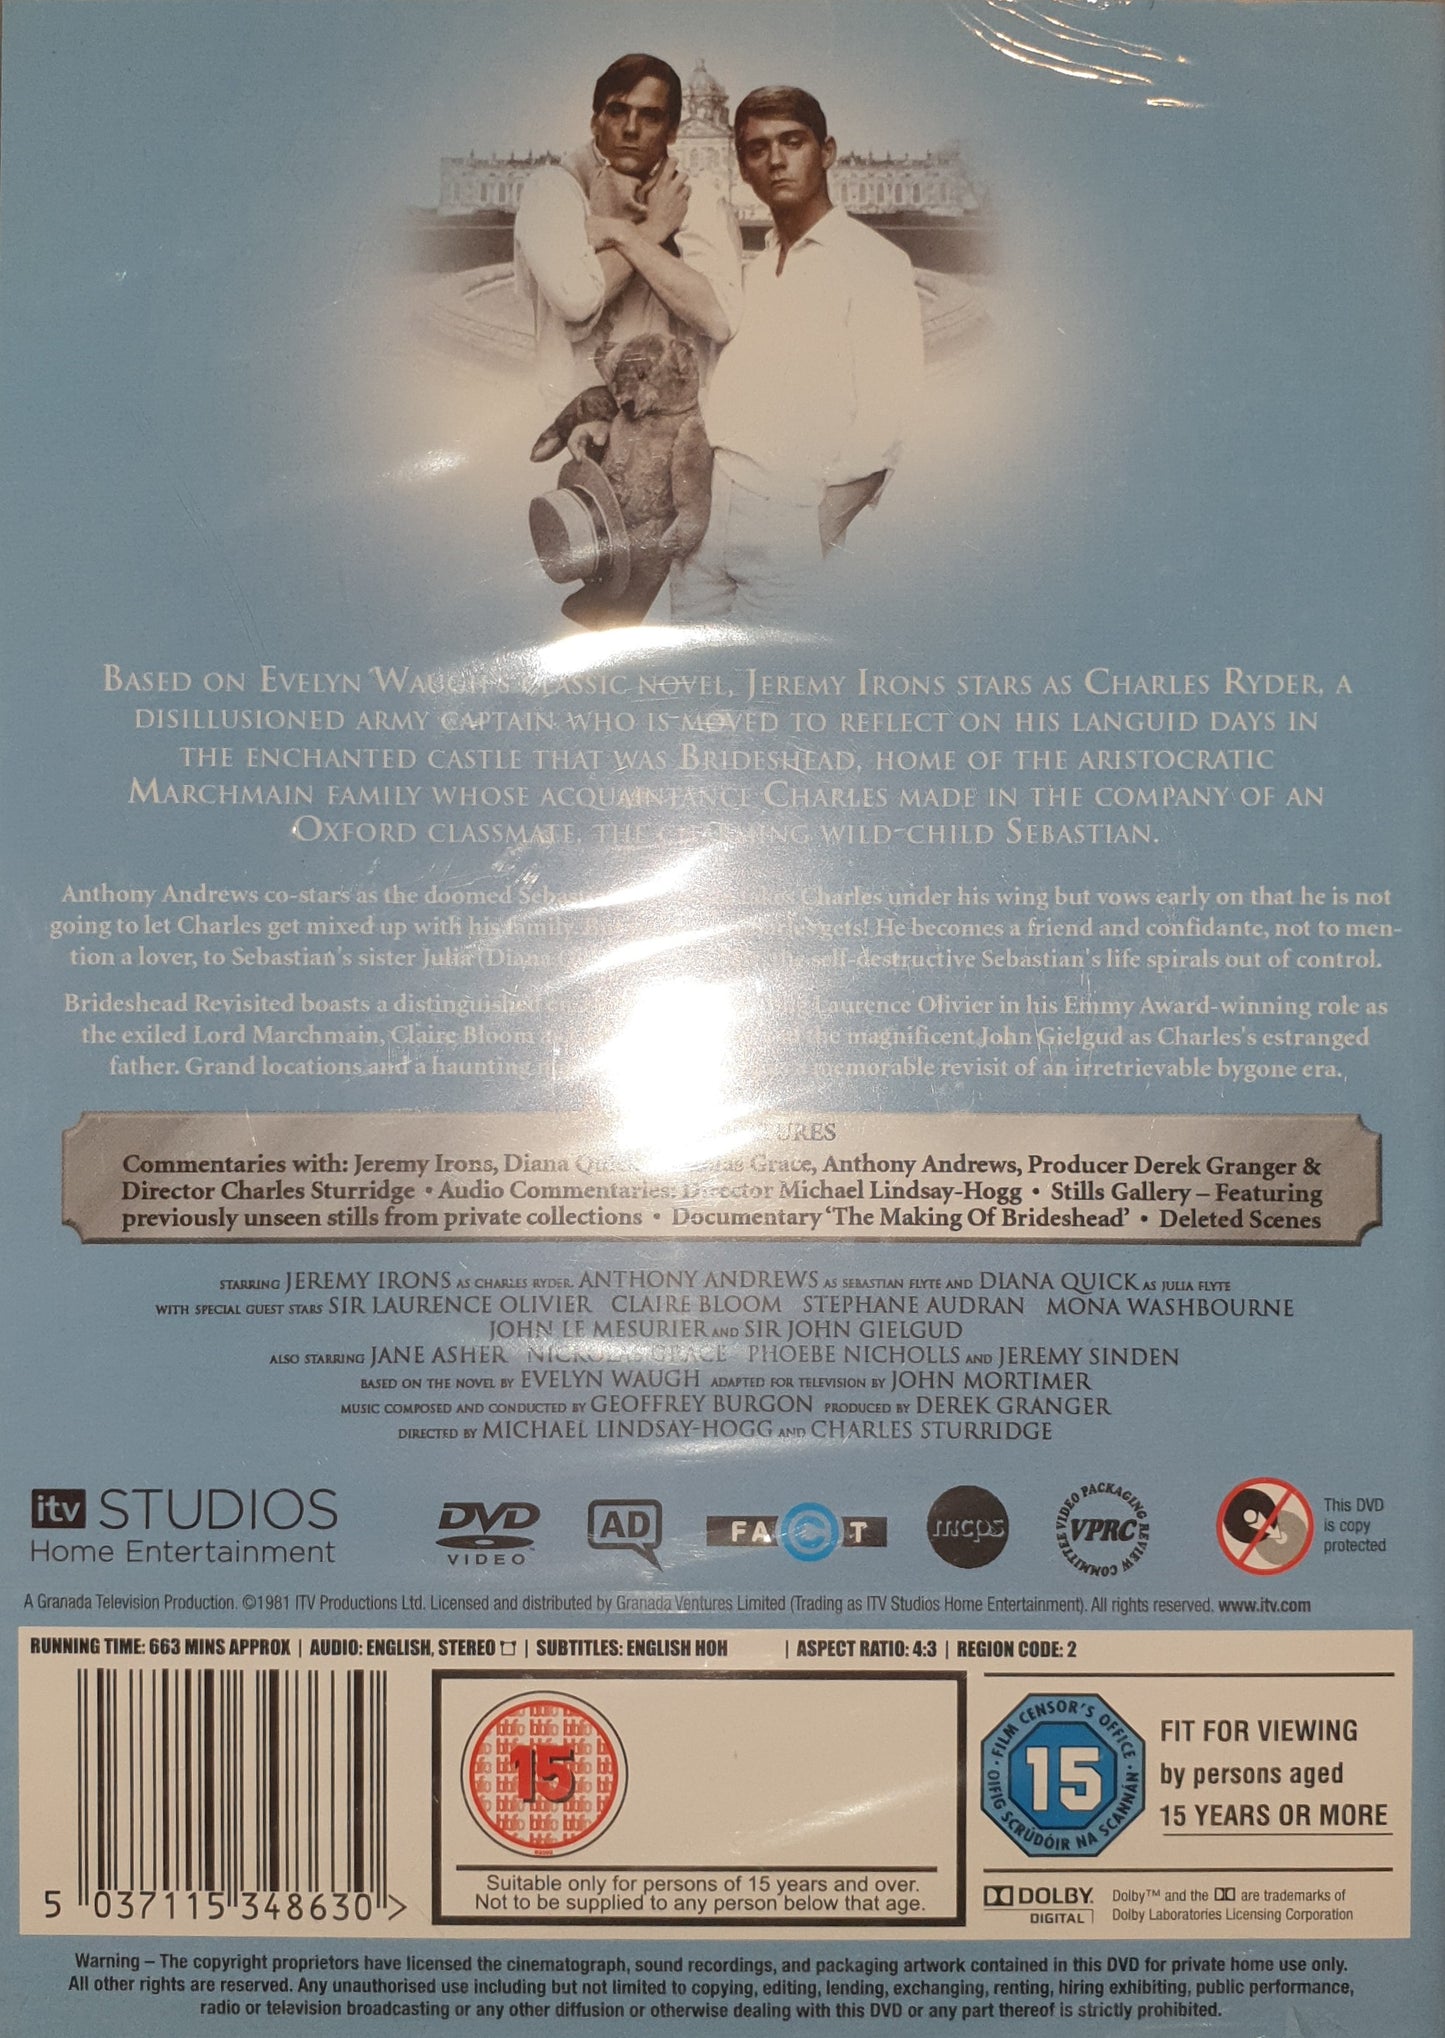 BASED ON EVELYN WAUGH'S CLASSIC NOVEL, JEREMY IRONS STARS AS CHARLES RYDER, A
DISILLUSIONED ARMY CAPTAIN WHO IS MOVED TO REFLECT ON HIS LANGUID DAYS IN
THE ENCHANTED CASTLE THAT WAS BRIDESHEAD, HOME OF THE ARISTOCRATIC
MARCHMAIN FAMILY WHOSE ACQUAINTANCE CHARLES MADE IN THE COMPANY OF AN
OXFORD CLASSMATE, THE CHARMING WILD-CHILD SEBASTIAN.
Anthony Andrews co-stars as the doomed Charles under his wing but vows early on that he is not
going to let Charles get mixed up with his family. gets! He becomes a friend and confidante, not to men-
tion a lover, to Sebastian's sister Julia (Diana the self-destructive Sebastian's life spirals out of control.
Brideshead Revisited boasts a distinguished Laurence Olivier in his Emmy Award-winning role as
the exiled Lord Marchmain, Claire Bloom the magnificent John Gielgud as Charles's estranged
father. Grand locations and a haunting memorable revisit of an irretrievable bygone era.
Commentaries with: Jeremy Irons, Diana Quick Grace, Anthony Andrews, Producer Derek Granger &
Director Charles Sturridge • Audio Commentaries: Director Michael Lindsay-Hogg • Stills Gallery – Featuring
previously unseen stills from private collections • Documentary 'The Making Of Brideshead' • Deleted Scenes
STARRING JEREMY IRONS AS CHARLES RYDER, ANTHONY ANDREWS AS SEBASTIAN FLYTE AND DIANA QUICK AS JULIA FLYTE
WITH SPECIAL GUEST STARS SIR LAURENCE OLIVIER CLAIRE BLOOM STEPHANE AUDRAN MONA WASHBOURNE
JOHN LE MESURIER AND SIR JOHN GIELGUD
ALSO STARRING JANE ASHER NICKOLAS GRACE PHOEBE NICHOLLS AND JEREMY SINDEN
BASED ON THE NOVEL BY EVELYN WAUGH ADAPTED FOR TELEVISION BY JOHN MORTIMER
MUSIC COMPOSED AND CONDUCTED BY GEOFFREY BURGON PRODUCED BY DEREK GRANGER
DIRECTED BY MICHAEL LINDSAY-HOGG AND CHARLES STURRIDGE
itv STUDIOS
Home Entertainment
DVD
VIDEO
AD
FACT
mcps
VIDEO PACKAGING REVIEW COMMITTEE
VPRC
This DVD
is copy
protected
A Granada Television Production. ©1981 ITV Productions Ltd. Licensed and distributed by Granada Ventures Limited (Trading as ITV Studios Home Entertainment). All rights reserved. www.itv.com
RUNNING TIME: 663 MINS APPROX | AUDIO: ENGLISH, STEREO | SUBTITLES: ENGLISH HOH | ASPECT RATIO: 4:3 | REGION CODE: 2
5 037115 348630 >
bbfc
15
Suitable only for persons of 15 years and over.
Not to be supplied to any person below that age.
FILM CENSOR'S OFFICE
15
OIFIG SCRÚDÓIR NA SCANNÁN
FIT FOR VIEWING
by persons aged
15 YEARS OR MORE
DOLBY
DIGITAL
Dolby™ and the are trademarks of
Dolby Laboratories Licensing Corporation
Warning – The copyright proprietors have licensed the cinematograph, sound recordings, and packaging artwork contained in this DVD for private home use only.
All other rights are reserved. Any unauthorised use including but not limited to copying, editing, lending, exchanging, renting, hiring exhibiting, public performance,
radio or television broadcasting or any other diffusion or otherwise dealing with this DVD or any part thereof is strictly prohibited.